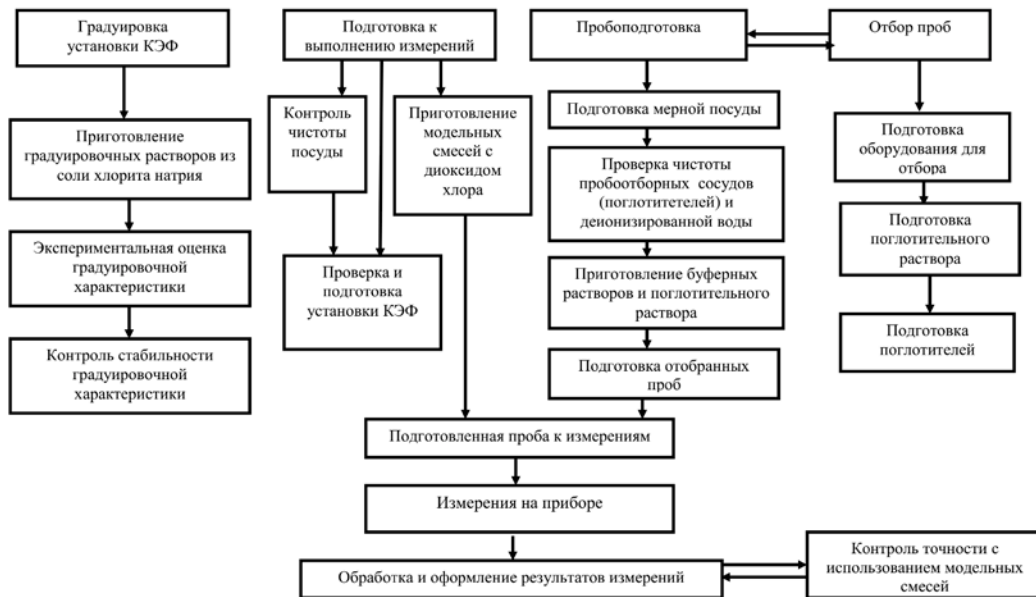 Градуировка
установки КЭФ
Приготовление
градуировочных растворов из
соли хлорита натрия
Экспериментальная оценка
градуировочной
характеристики
Контроль стабильности
градуировочной
характеристики
Подготовка к
выполнению измерений
Контроль
чистоты
посуды
Приготовление
модельных
смесей с
диоксидом
хлора
Проверка и
подготовка
установки КЭФ
Пробоподготовка
Подготовка мерной посуды
Проверка чистоты
пробоотборных сосудов
(поглотитетелей) и
деионизированной воды
Приготовление буферных
растворов и поглотительного
раствора
Подготовка отобранных
проб
Отбор проб
Подготовка
оборудования для
отбора
Подготовка
поглотительного
раствора
Подготовка
поглотителей
Подготовленная проба к измерениям
Измерения на приборе
Обработка и оформление результатов измерений
Контроль точности с
использованием модельных
смесей